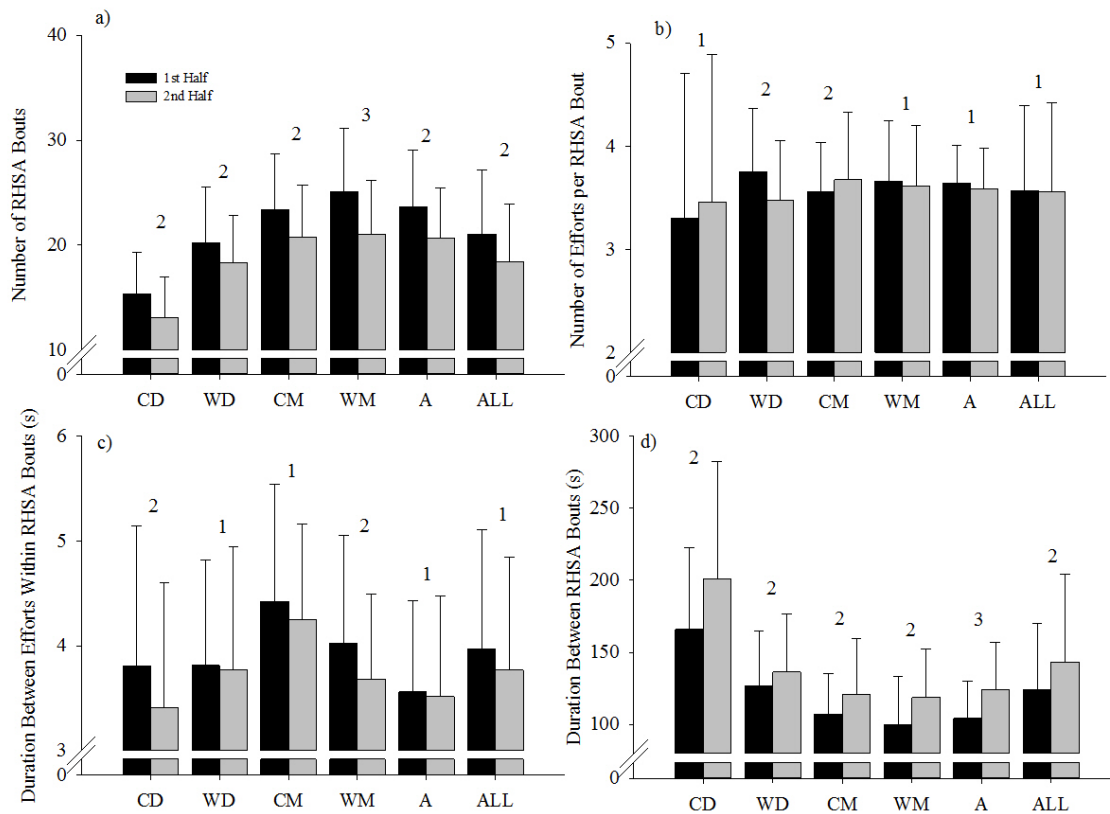 a)
Number of RHSA Bouts
40
30
20
10
0
1st Half
2nd Half
2 2 2 3 2 2
CD WD CM WM A ALL
b)
Number of Efforts per RHSA Bout
5
4
3
2
0
1 2 2 1 1 1
CD WD CM WM A ALL
c)
Duration Between Efforts Within RHSA Bouts (s)
6
5
4
3
0
2 1 1 2 1 1
CD WD CM WM A ALL
d)
Duration Between RHSA Bouts (s)
300
250
200
150
100
0
2 2 2 2 3 2
CD WD CM WM A ALL